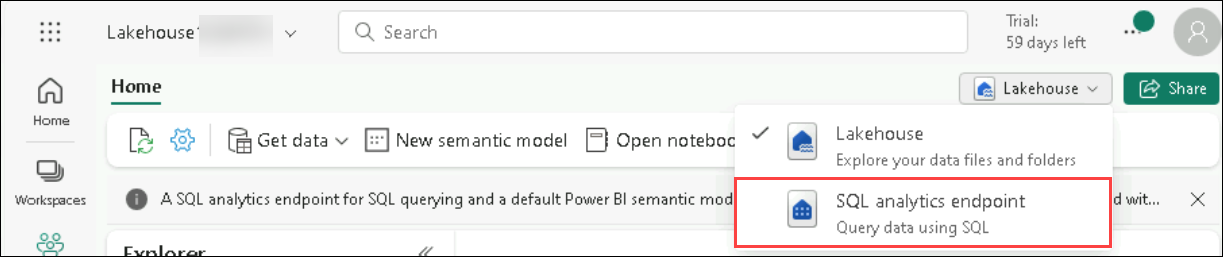 Lakehouse
Search
Trial:
59 days left
Home
Lakehouse
Share
Home
Get data
New semantic model
Open noteboo
Lakehouse
Explore your data files and folders
Workspaces
A SQL analytics endpoint for SQL querying and a default Power BI semantic mod
d wit...
SQL analytics endpoint
Query data using SQL
Explorer